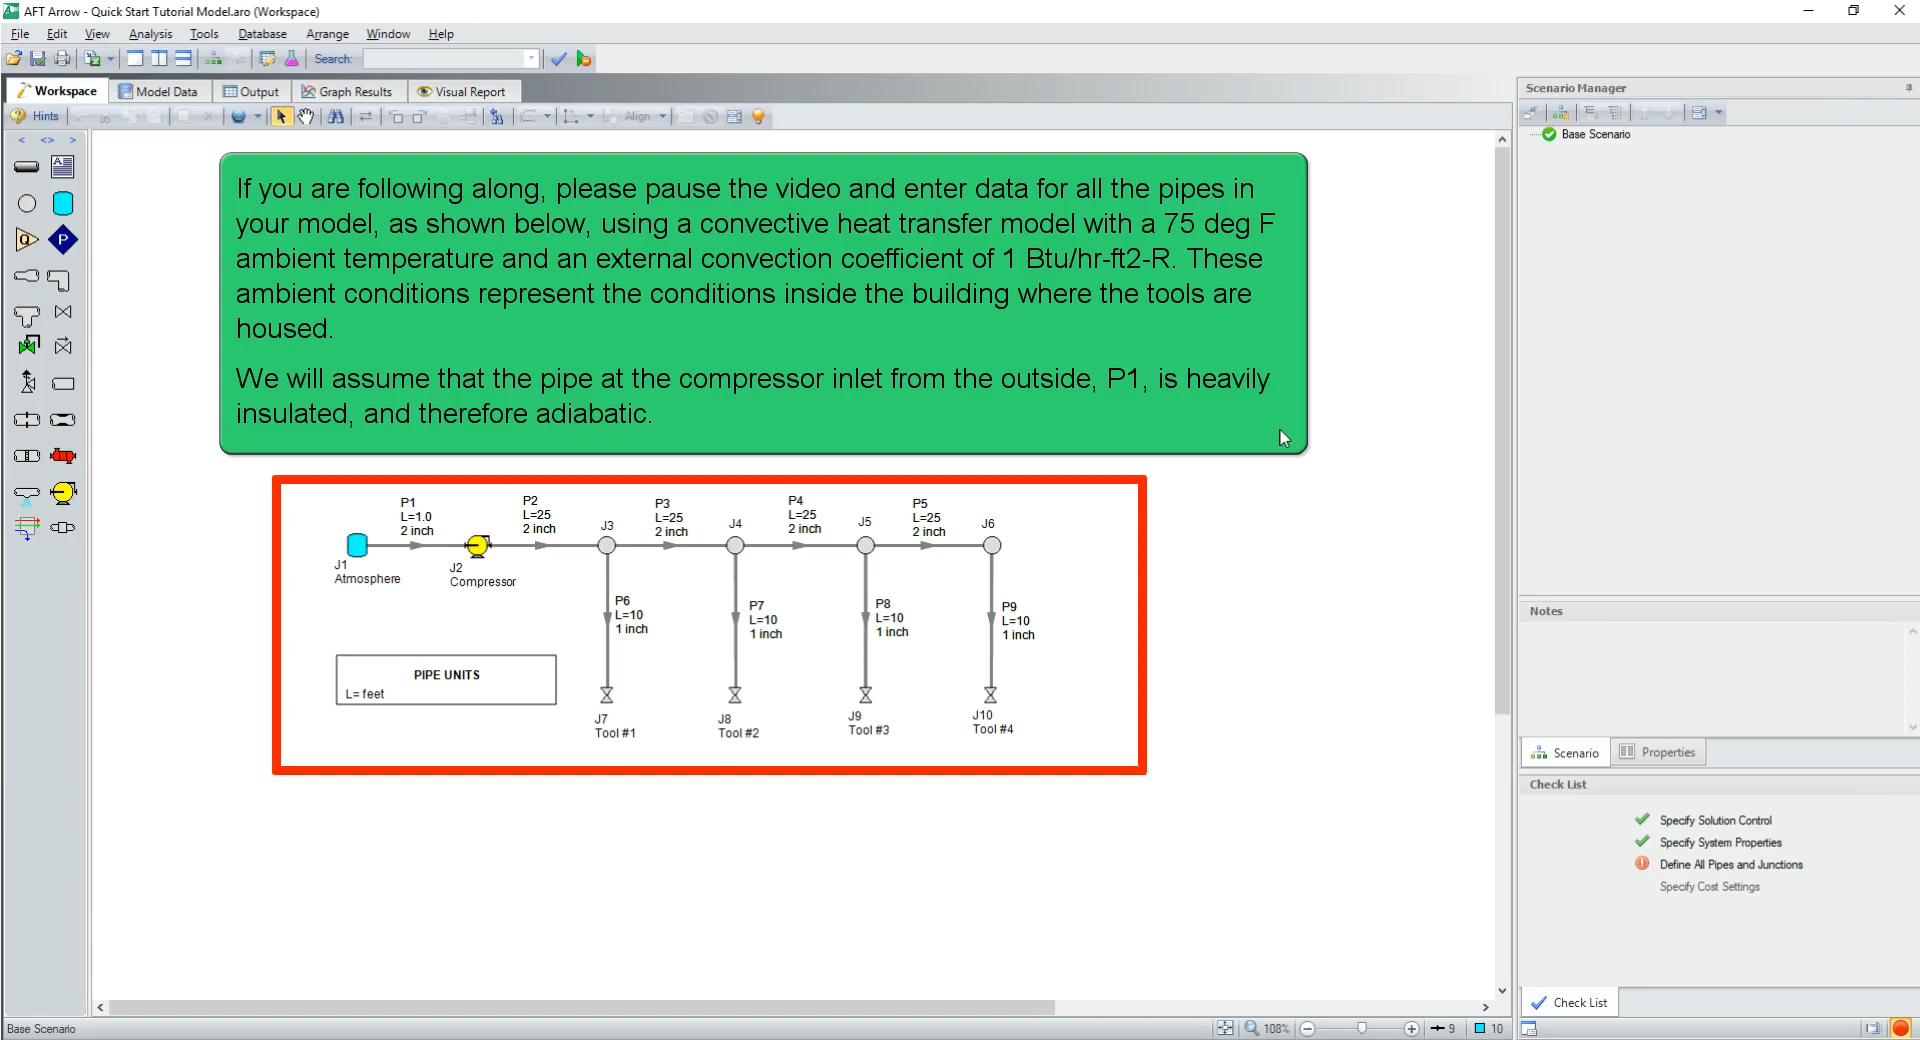 AFT Arrow - Quick Start Tutorial Model.aro (Workspace)
File Edit View Analysis Tools Database Arrange Window Help
Search:
Workspace Model Data Output Graph Results Visual Report
Hints Align
< <> >
If you are following along, please pause the video and enter data for all the pipes in
your model, as shown below, using a convective heat transfer model with a 75 deg F
ambient temperature and an external convection coefficient of 1 Btu/hr-ft2-R. These
ambient conditions represent the conditions inside the building where the tools are
housed.
We will assume that the pipe at the compressor inlet from the outside, P1, is heavily
insulated, and therefore adiabatic.
P1
L=1.0
2 inch
P2
L=25
2 inch
J3
P3
L=25
2 inch
J4
P4
L=25
2 inch
J5
P5
L=25
2 inch
J6
J1
Atmosphere
J2
Compressor
P6
L=10
1 inch
P7
L=10
1 inch
P8
L=10
1 inch
P9
L=10
1 inch
PIPE UNITS
L= feet
J7
Tool #1
J8
Tool #2
J9
Tool #3
J10
Tool #4
Scenario Manager
Base Scenario
Notes
Scenario Properties
Check List
Specify Solution Control
Specify System Properties
Define All Pipes and Junctions
Specify Cost Settings
Check List
Base Scenario
108%
9
10